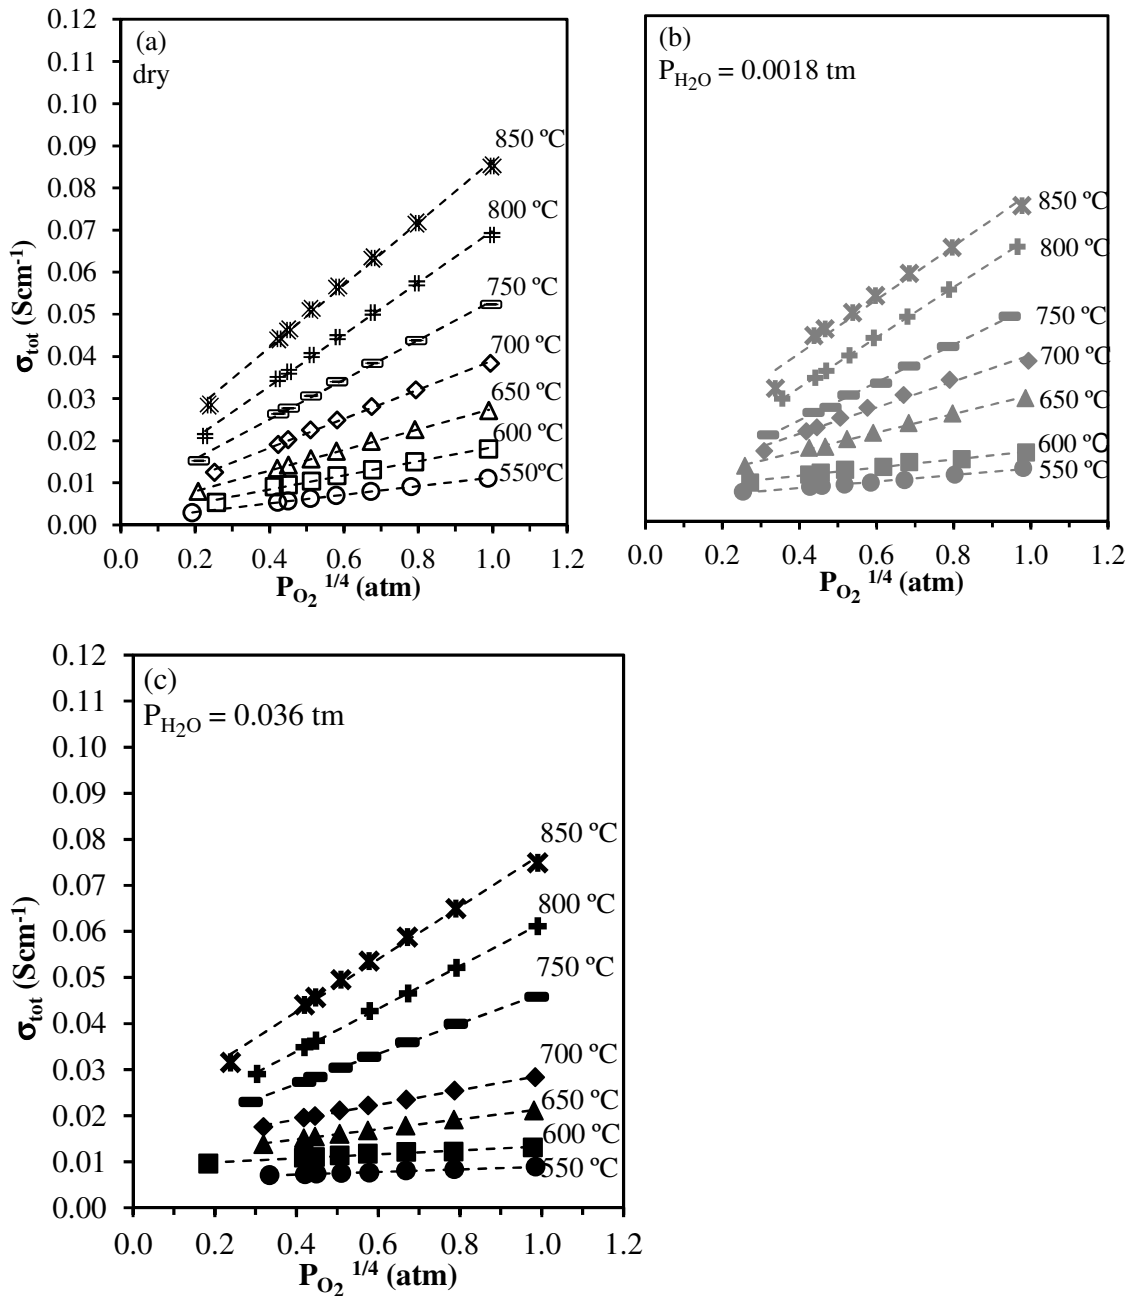 (a)
dry
0.12
0.11
0.10
0.09
0.08
0.07
0.06
0.05
0.04
0.03
0.02
0.01
0.00
σtot (Scm-1)
850 ºC
800 ºC
750 ºC
700 ºC
650 ºC
600 ºC
550ºC
0.0 0.2 0.4 0.6 0.8 1.0 1.2
PO2 1/4 (atm)
(b)
PH2O = 0.0018 tm
850 ºC
800 ºC
750 ºC
700 ºC
650 ºC
600 ºC
550 ºC
0.0 0.2 0.4 0.6 0.8 1.0 1.2
PO2 1/4 (atm)
(c)
PH2O = 0.036 tm
0.12
0.11
0.10
0.09
0.08
0.07
0.06
0.05
0.04
0.03
0.02
0.01
0.00
σtot (Scm-1)
850 ºC
800 ºC
750 ºC
700 ºC
650 ºC
600 ºC
550 ºC
0.0 0.2 0.4 0.6 0.8 1.0 1.2
PO2 1/4 (atm)